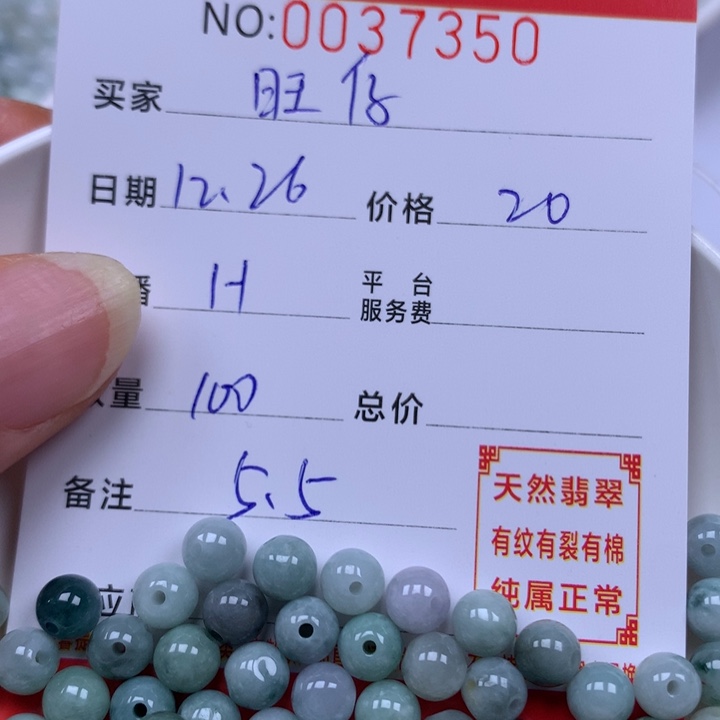 NO:0037350
买家 旺仔
日期 12.26 价格 20
播 H 平台服务费
量 100 总价
备注 5.5
天然翡翠
有纹有裂有棉
纯属正常
应